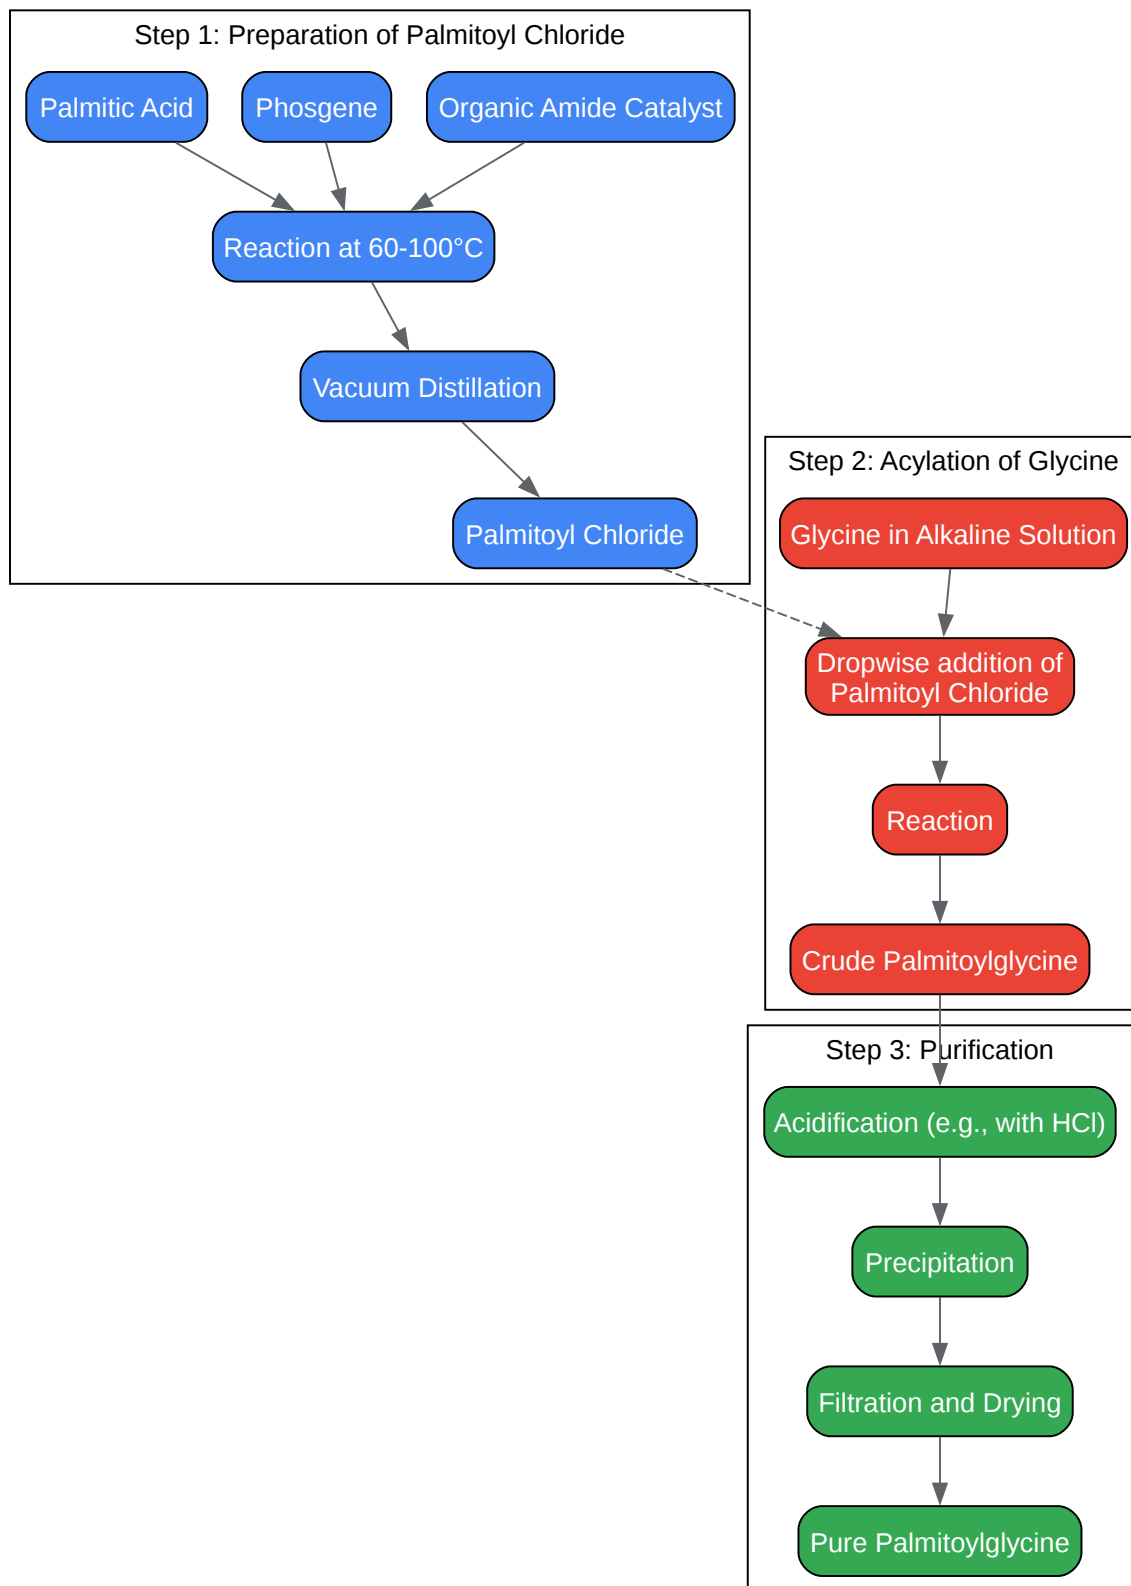 Step 1: Preparation of Palmitoyl Chloride
Palmitic Acid
Phosgene
Organic Amide Catalyst
Reaction at 60-100°C
Vacuum Distillation
Palmitoyl Chloride
Step 2: Acylation of Glycine
Glycine in Alkaline Solution
Dropwise addition of
Palmitoyl Chloride
Reaction
Crude Palmitoylglycine
Step 3: Purification
Acidification (e.g., with HCl)
Precipitation
Filtration and Drying
Pure Palmitoylglycine